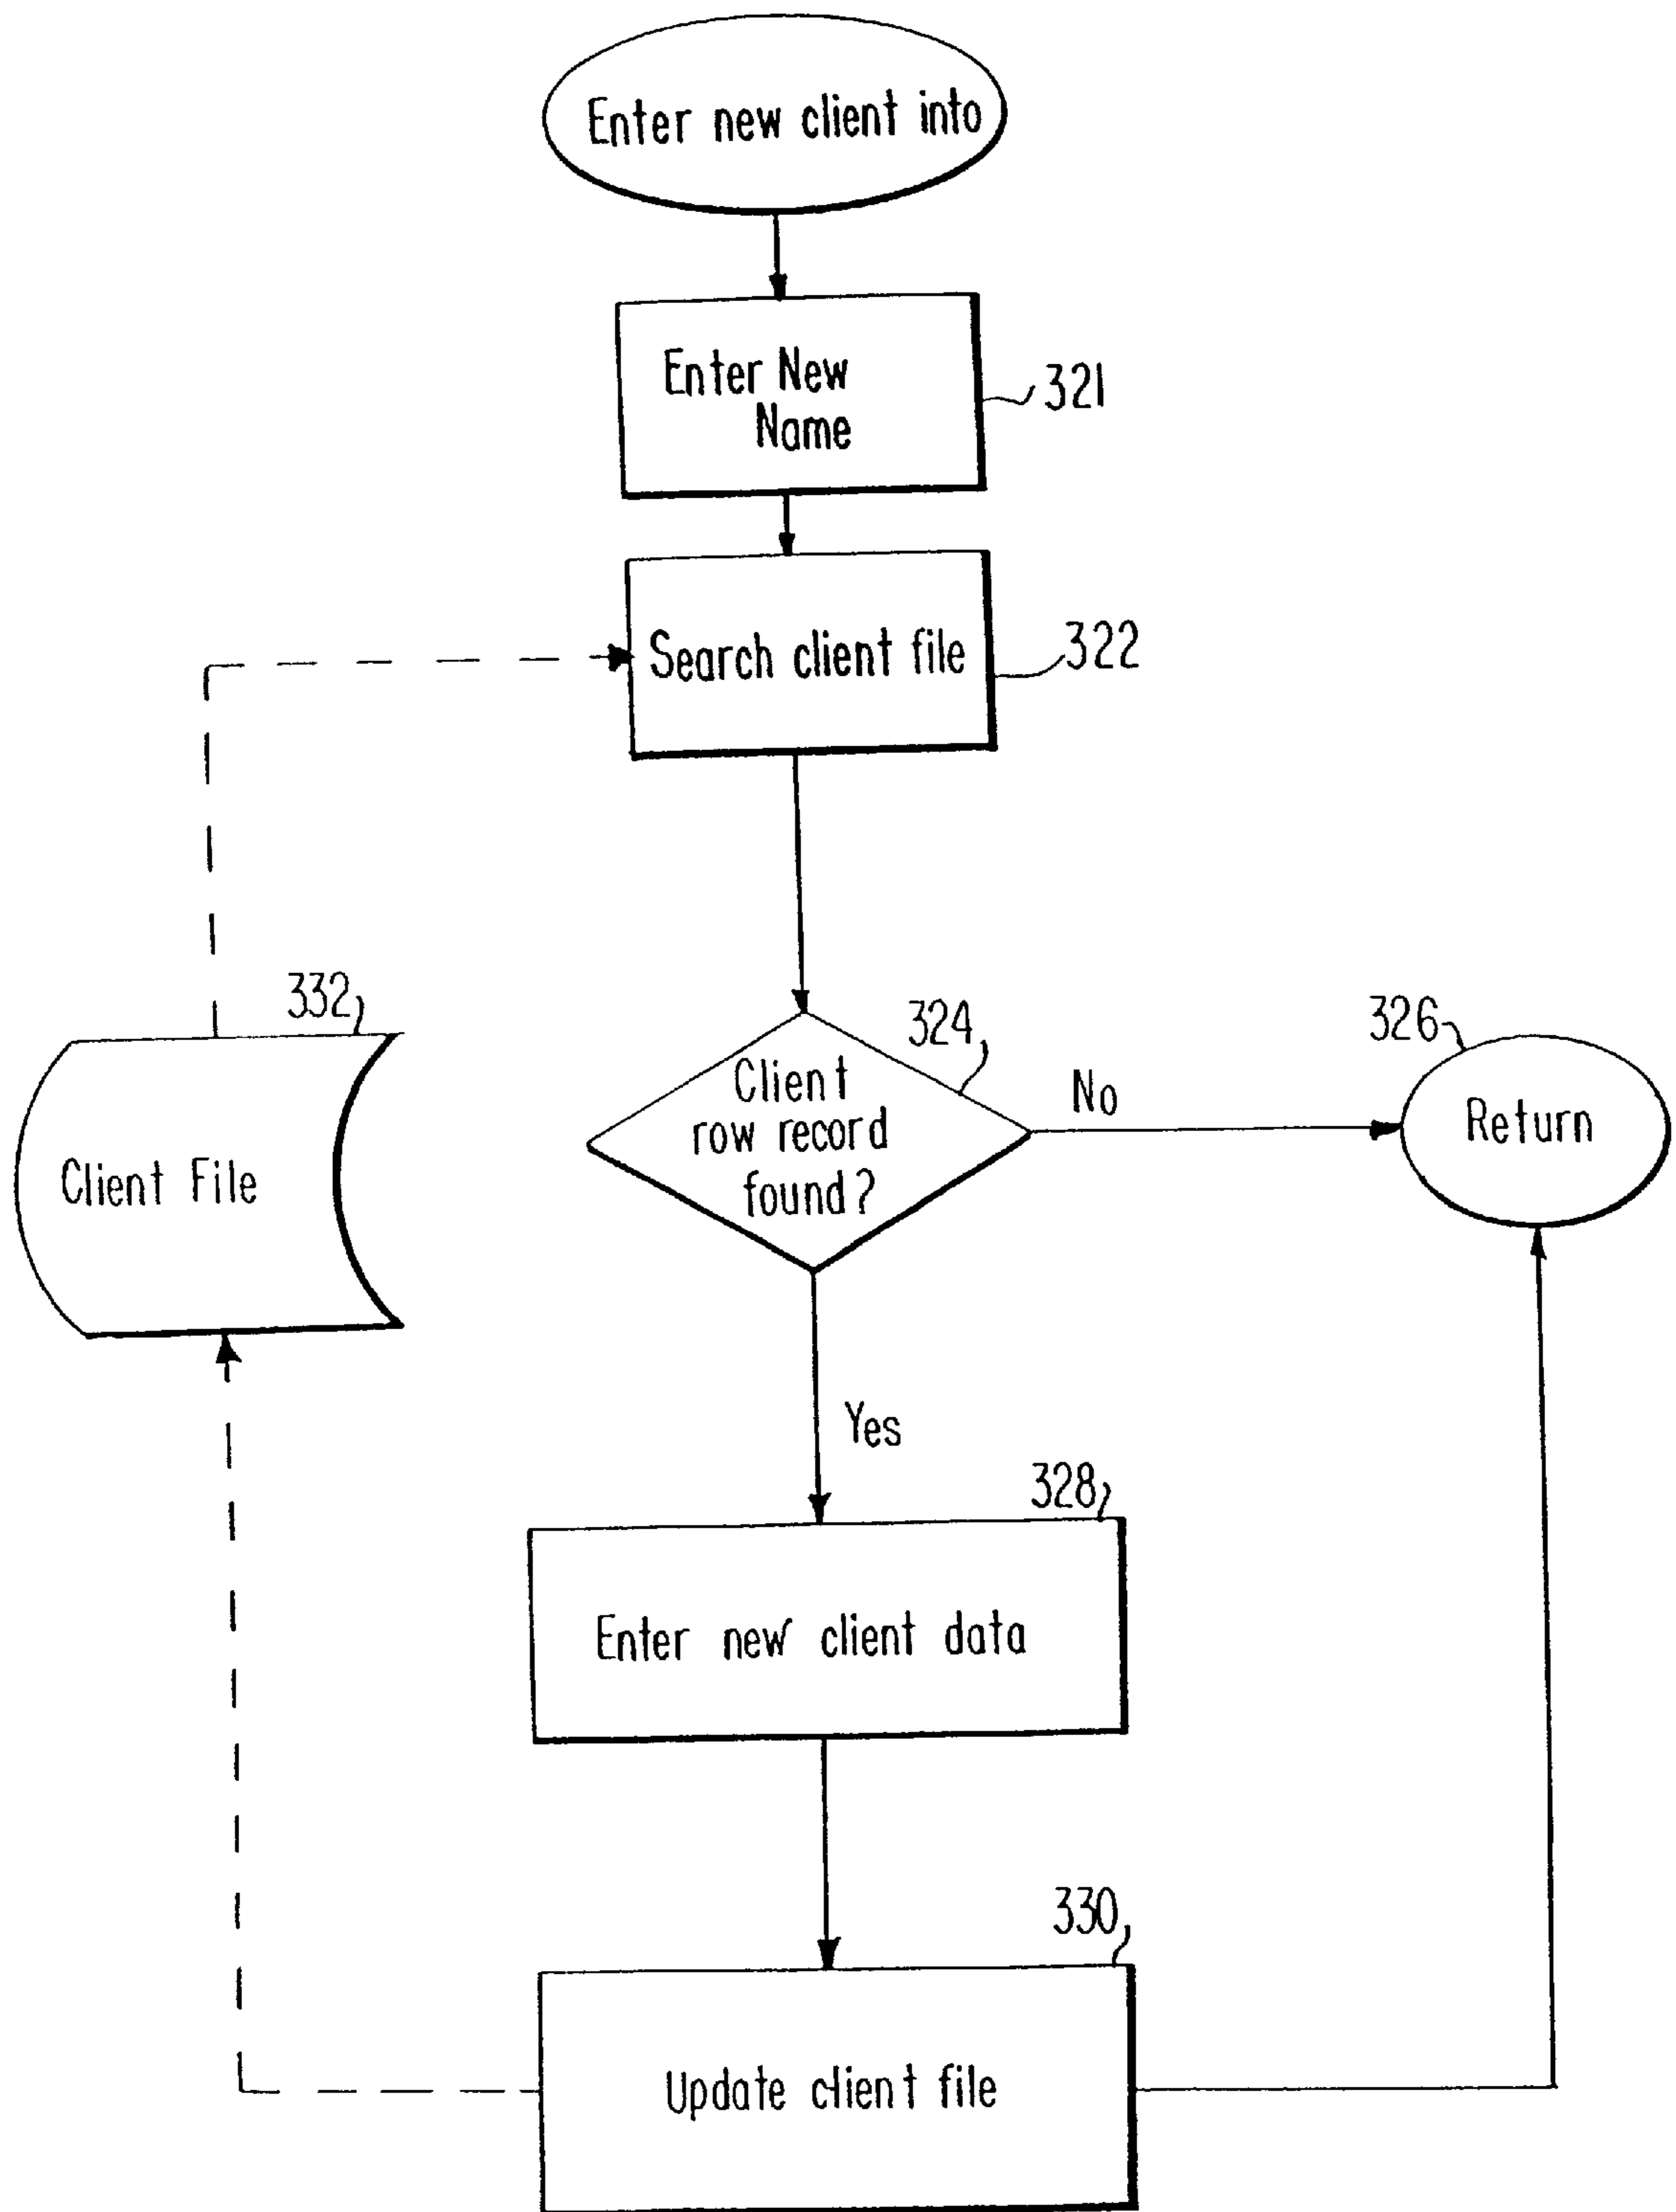 Enter new client into
Enter New
Name
321
Search client file
322
332
Client File
324
Client
row record
found?
No
326
Return
Yes
328
Enter new client data
330
Update client file